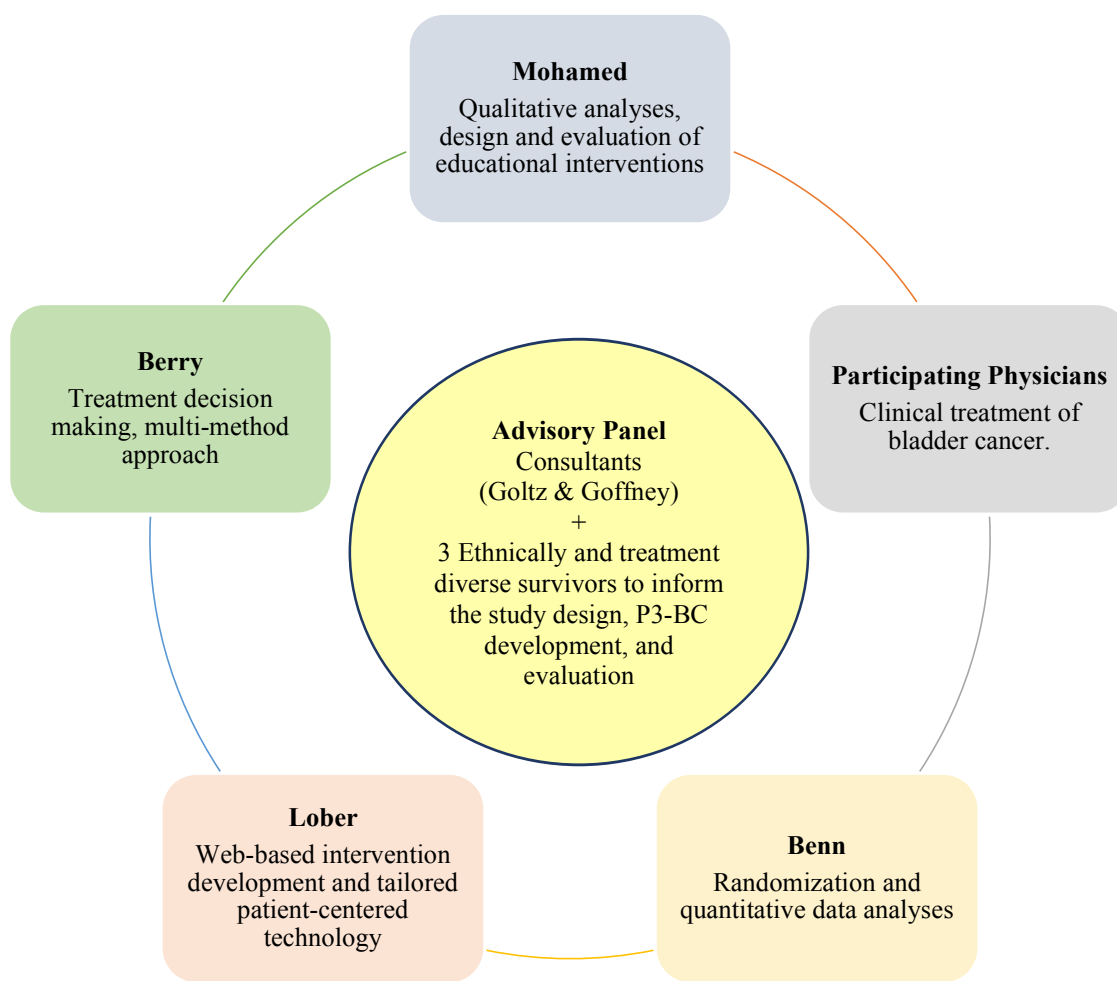 Mohamed
Qualitative analyses,
design and evaluation of
educational interventions
Berry
Treatment decision
making, multi-method
approach
Participating Physicians
Clinical treatment of
bladder cancer.
Advisory Panel
Consultants
(Goltz & Goffney)
+
3 Ethnically and treatment
diverse survivors to inform
the study design, P3-BC
development, and
evaluation
Lober
Web-based intervention
development and tailored
patient-centered
technology
Benn
Randomization and
quantitative data analyses